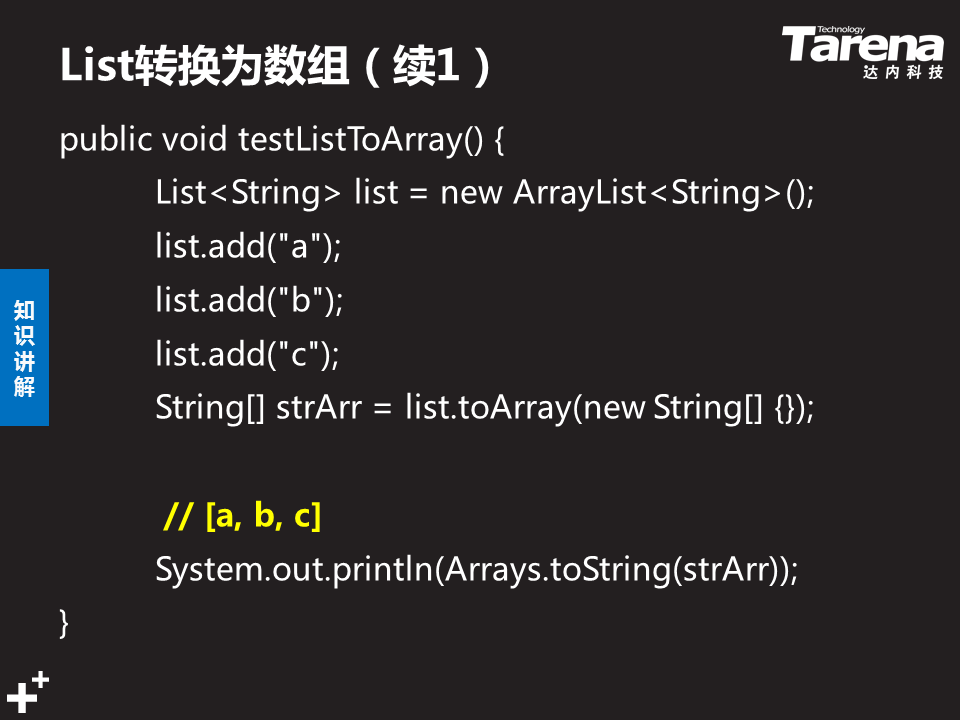 List转换为数组（续1）
Technology
Tarena
达内科技
public void testListToArray() {
List<String> list = new ArrayList<String>();
list.add("a");
list.add("b");
list.add("c");
String[] strArr = list.toArray(new String[] {});
// [a, b, c]
System.out.println(Arrays.toString(strArr));
}
知
识
讲
解